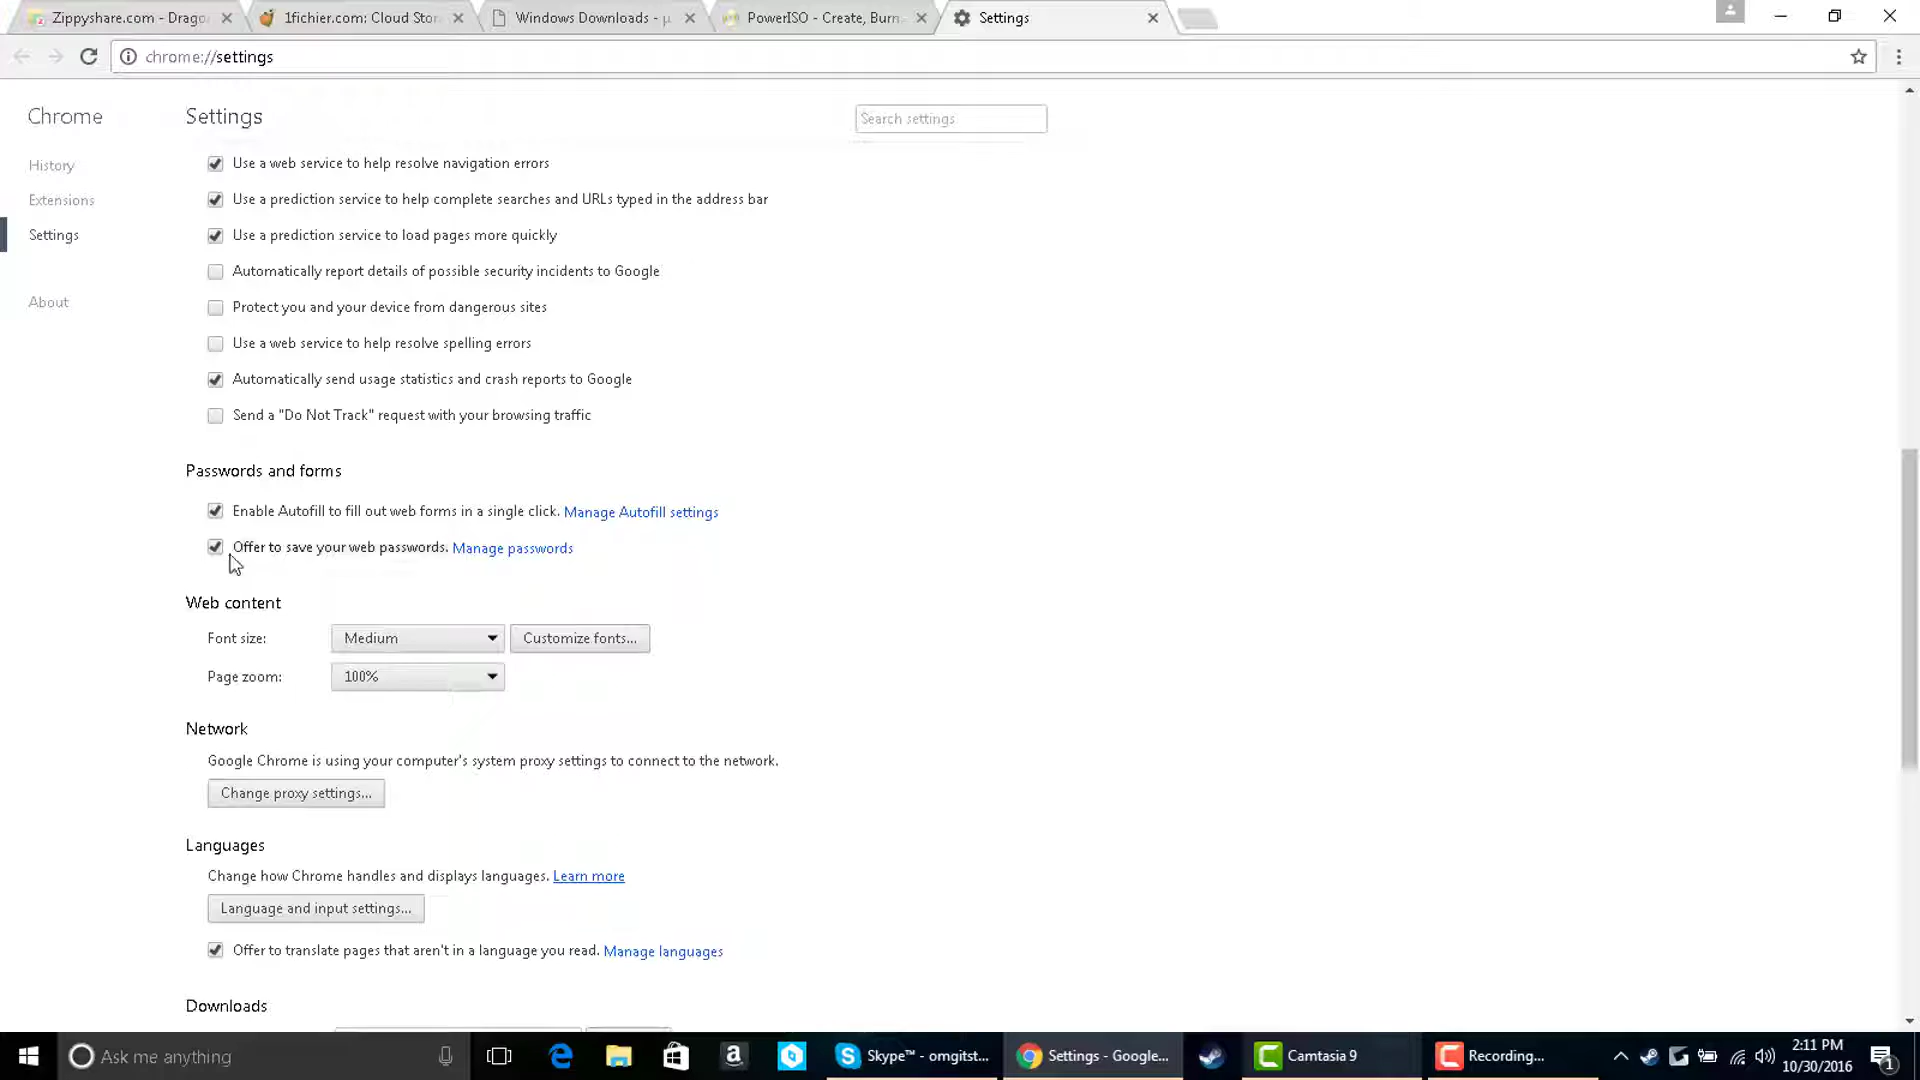 Zippyshare.com - Drago
1fichier.com: Cloud Stor
Windows Downloads - µ
PowerISO - Create, Burn
Settings
chrome://settings
Chrome
Settings
Search settings
History
Extensions
Settings
About
Use a web service to help resolve navigation errors
Use a prediction service to help complete searches and URLs typed in the address bar
Use a prediction service to load pages more quickly
Automatically report details of possible security incidents to Google
Protect you and your device from dangerous sites
Use a web service to help resolve spelling errors
Automatically send usage statistics and crash reports to Google
Send a "Do Not Track" request with your browsing traffic
Passwords and forms
Enable Autofill to fill out web forms in a single click. Manage Autofill settings
Offer to save your web passwords. Manage passwords
Web content
Font size: Medium Customize fonts...
Page zoom: 100%
Network
Google Chrome is using your computer's system proxy settings to connect to the network.
Change proxy settings...
Languages
Change how Chrome handles and displays languages. Learn more
Language and input settings...
Offer to translate pages that aren't in a language you read. Manage languages
Downloads
Ask me anything
Skype™ - omgitst...
Settings - Google...
Camtasia 9
Recording...
2:11 PM
10/30/2016
1